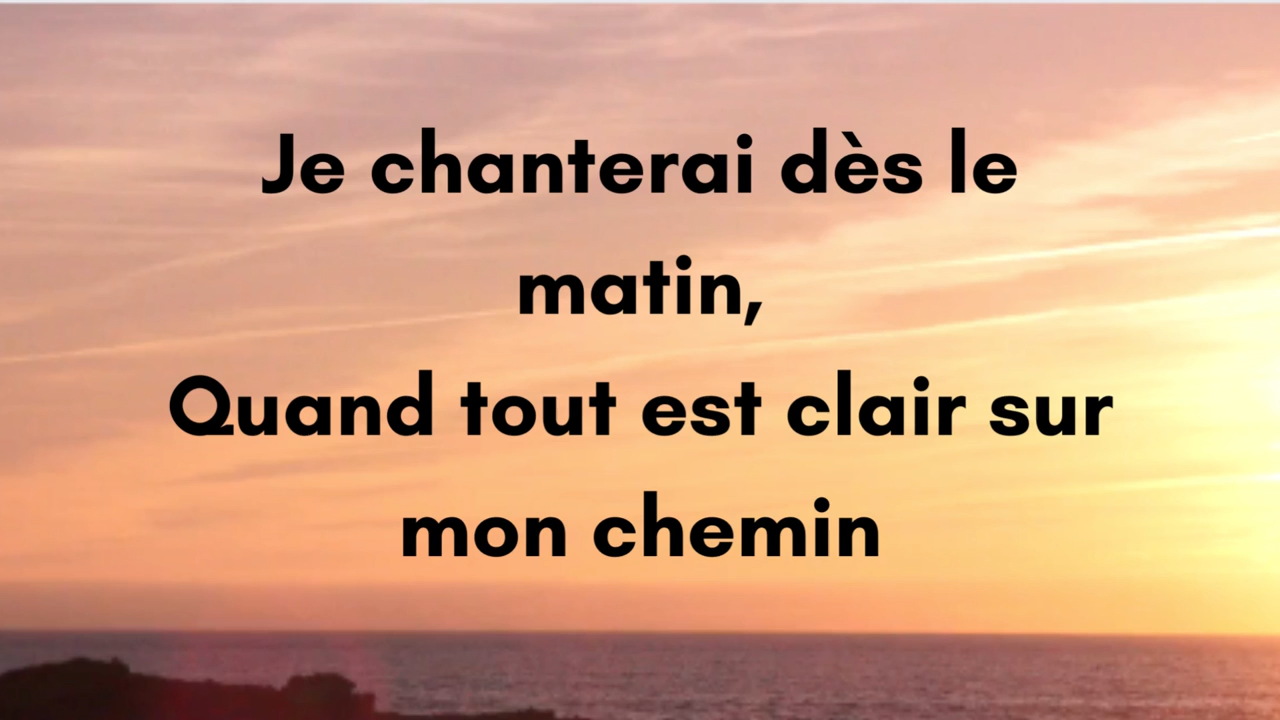 Je chanterai dès le
matin,
Quand tout est clair sur
mon chemin